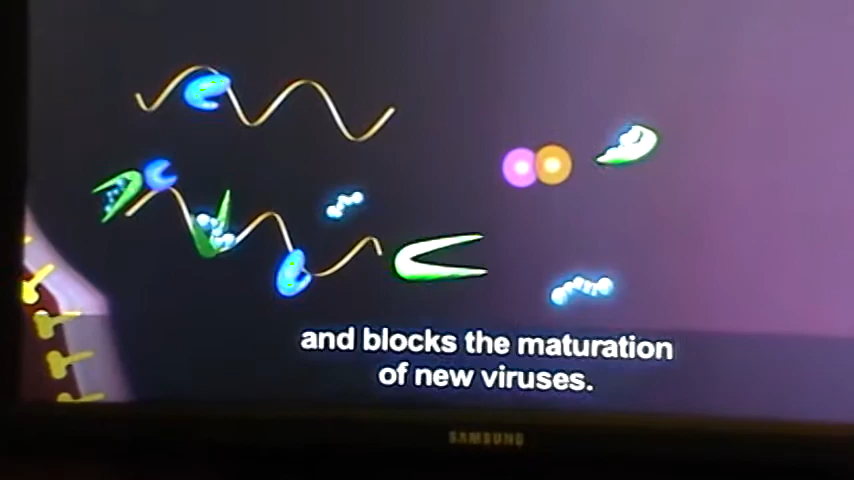 and blocks the maturation
of new viruses.
SAMSUNG